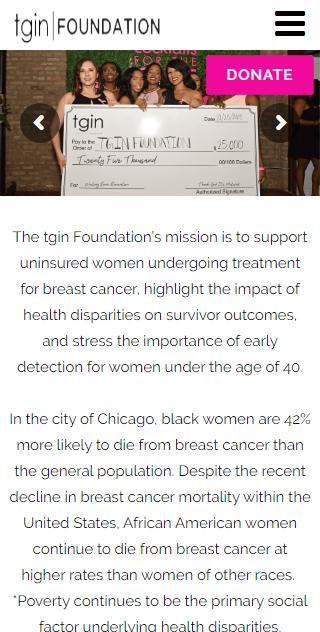 tgin FOUNDATION
COCKTAILS
FOR THE
DONATE
tgin
Date
Pay to the
Order of TGIN FOUNDATION $25,000
Twenty Five Thousand 00/100 Dollars
For
Authorized Signature
The tgin Foundation's mission is to support
uninsured women undergoing treatment
for breast cancer, highlight the impact of
health disparities on survivor outcomes,
and stress the importance of early
detection for women under the age of 40.
In the city of Chicago, black women are 42%
more likely to die from breast cancer than
the general population. Despite the recent
decline in breast cancer mortality within the
United States, African American women
continue to die from breast cancer at
higher rates than women of other races.
*Poverty continues to be the primary social
factor underlying health disparities.